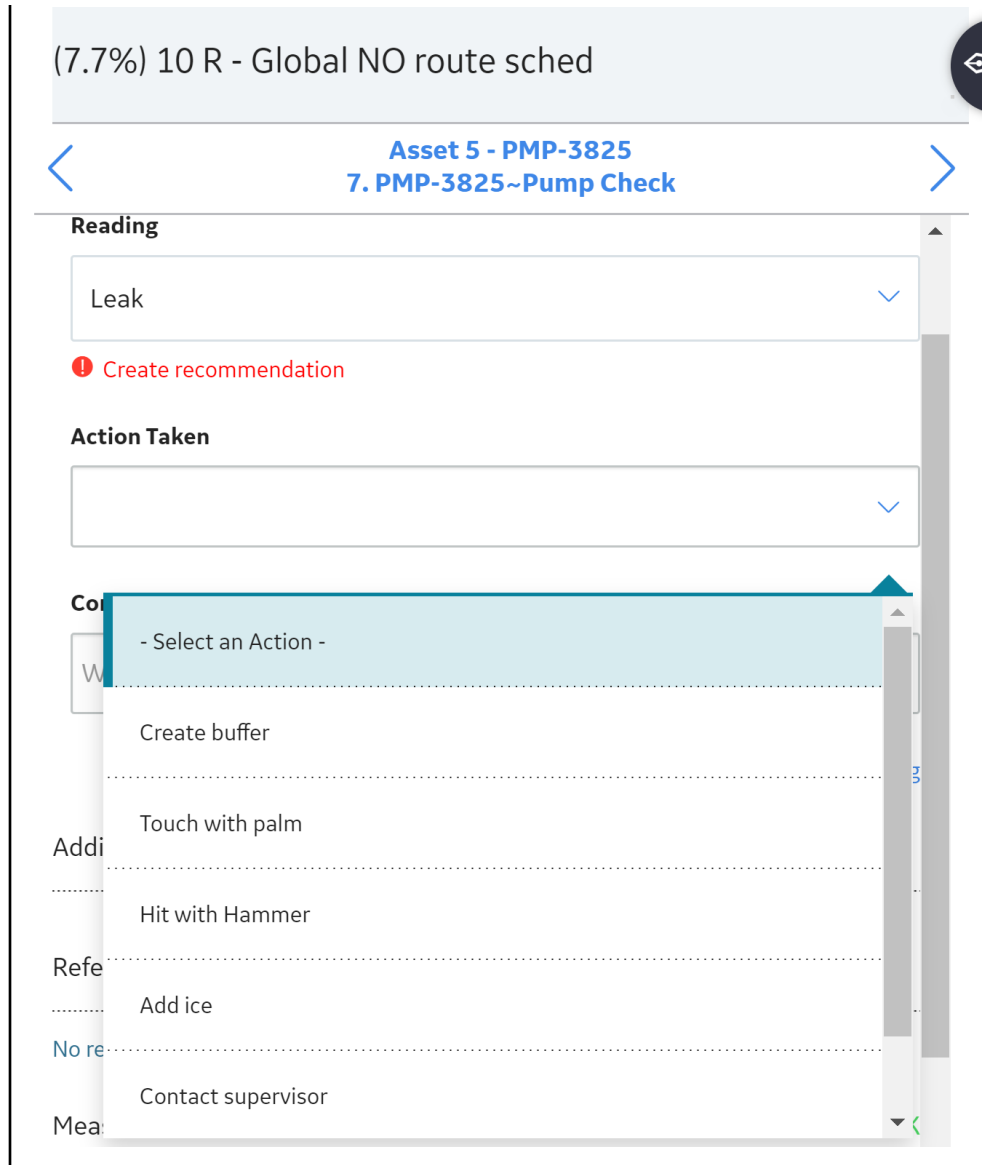 (7.7%) 10 R - Global NO route sched
Asset 5 - PMP-3825
7. PMP-3825~Pump Check
Reading
Leak
Create recommendation
Action Taken
- Select an Action -
Create buffer
Touch with palm
Hit with Hammer
Add ice
Contact supervisor